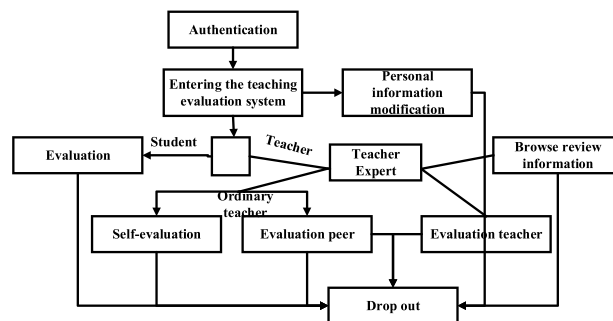 Authentication
Entering the teaching
evaluation system
Personal
information
modification
Student
Teacher
Evaluation
Teacher
Expert
Browse review
information
Ordinary
teacher
Self-evaluation
Evaluation peer
Evaluation teacher
Drop out